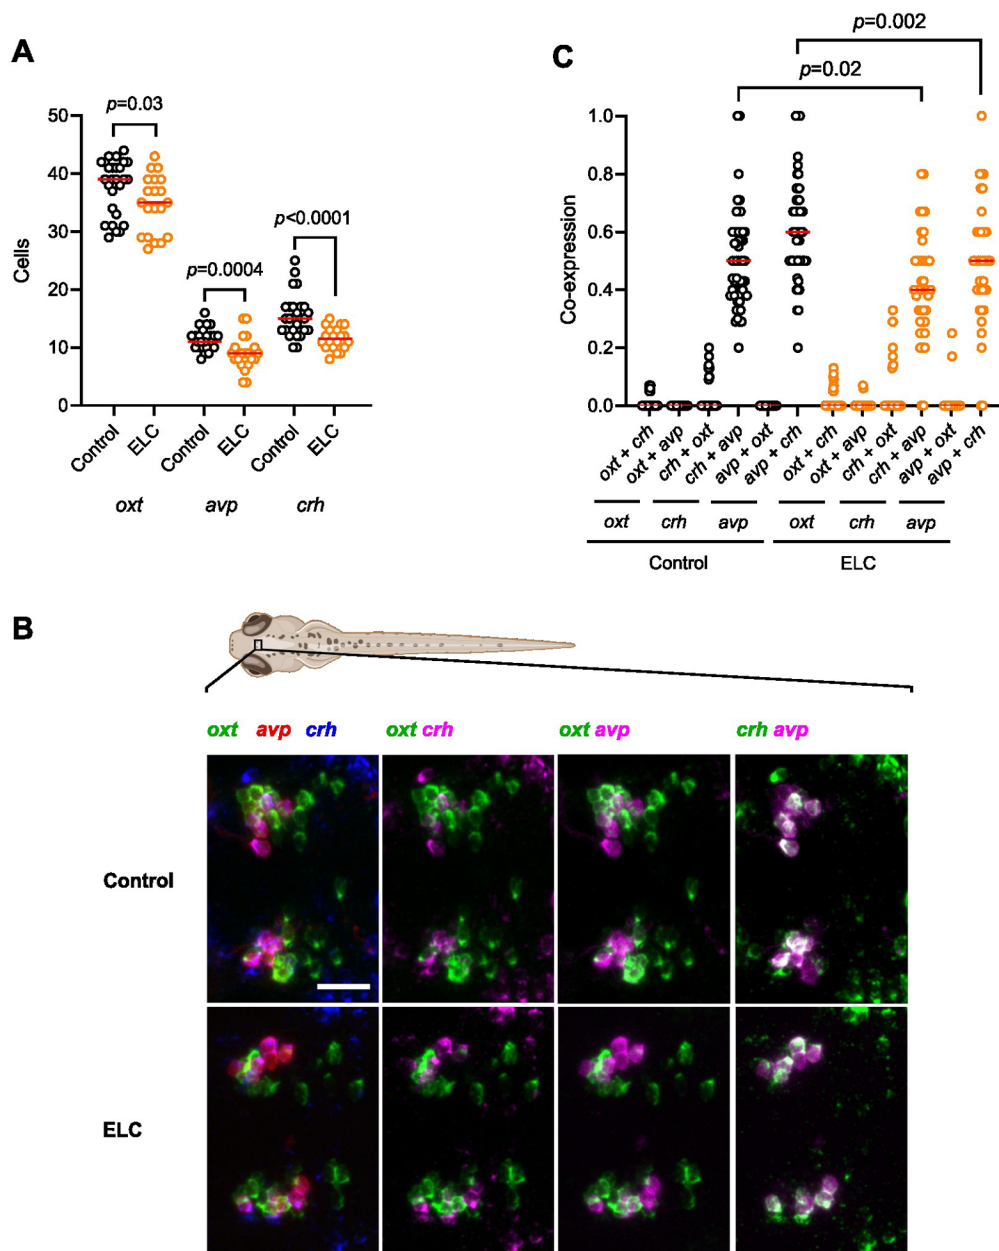 A
p=0.03
p<0.0001
p=0.0004
Cells
50
40
30
20
10
0
Control
ELC
Control
ELC
Control
ELC
oxt
avp
crh
C
p=0.002
p=0.02
Co-expression
1.0
0.8
0.6
0.4
0.2
0.0
oxt + crh
oxt + avp
crh + oxt
crh + avp
avp + oxt
avp + crh
oxt + crh
oxt + avp
crh + oxt
crh + avp
avp + oxt
avp + crh
oxt crh avp oxt crh avp
Control ELC
B
oxt avp crh oxt crh oxt avp crh avp
Control
ELC